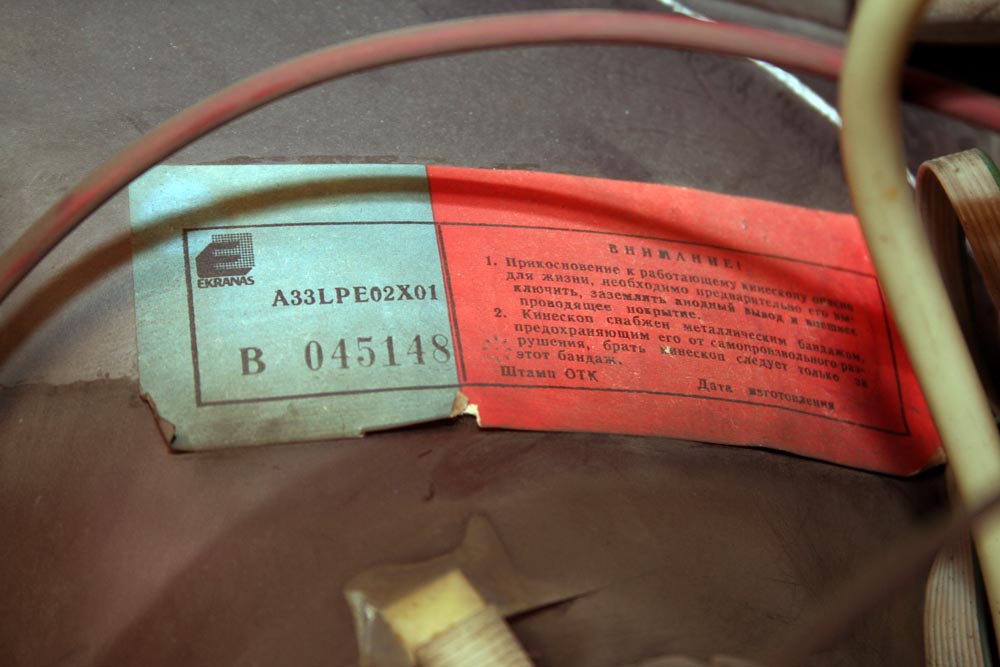 EKRANAS
A33LPE02X01
В 045148
ВНИМАНИЕ!
1. Прикосновение к работающему кинескопу опасно
для жизни, необходимо предварительно его вы-
ключить, заземлить анодный вывод и внешнее
проводящее покрытие.
2. Кинескоп снабжен металлическим бандажом,
предохраняющим его от самопроизвольного раз-
рушения, брать кинескоп следует только за
этот бандаж.
Штамп ОТК
Дата изготовления